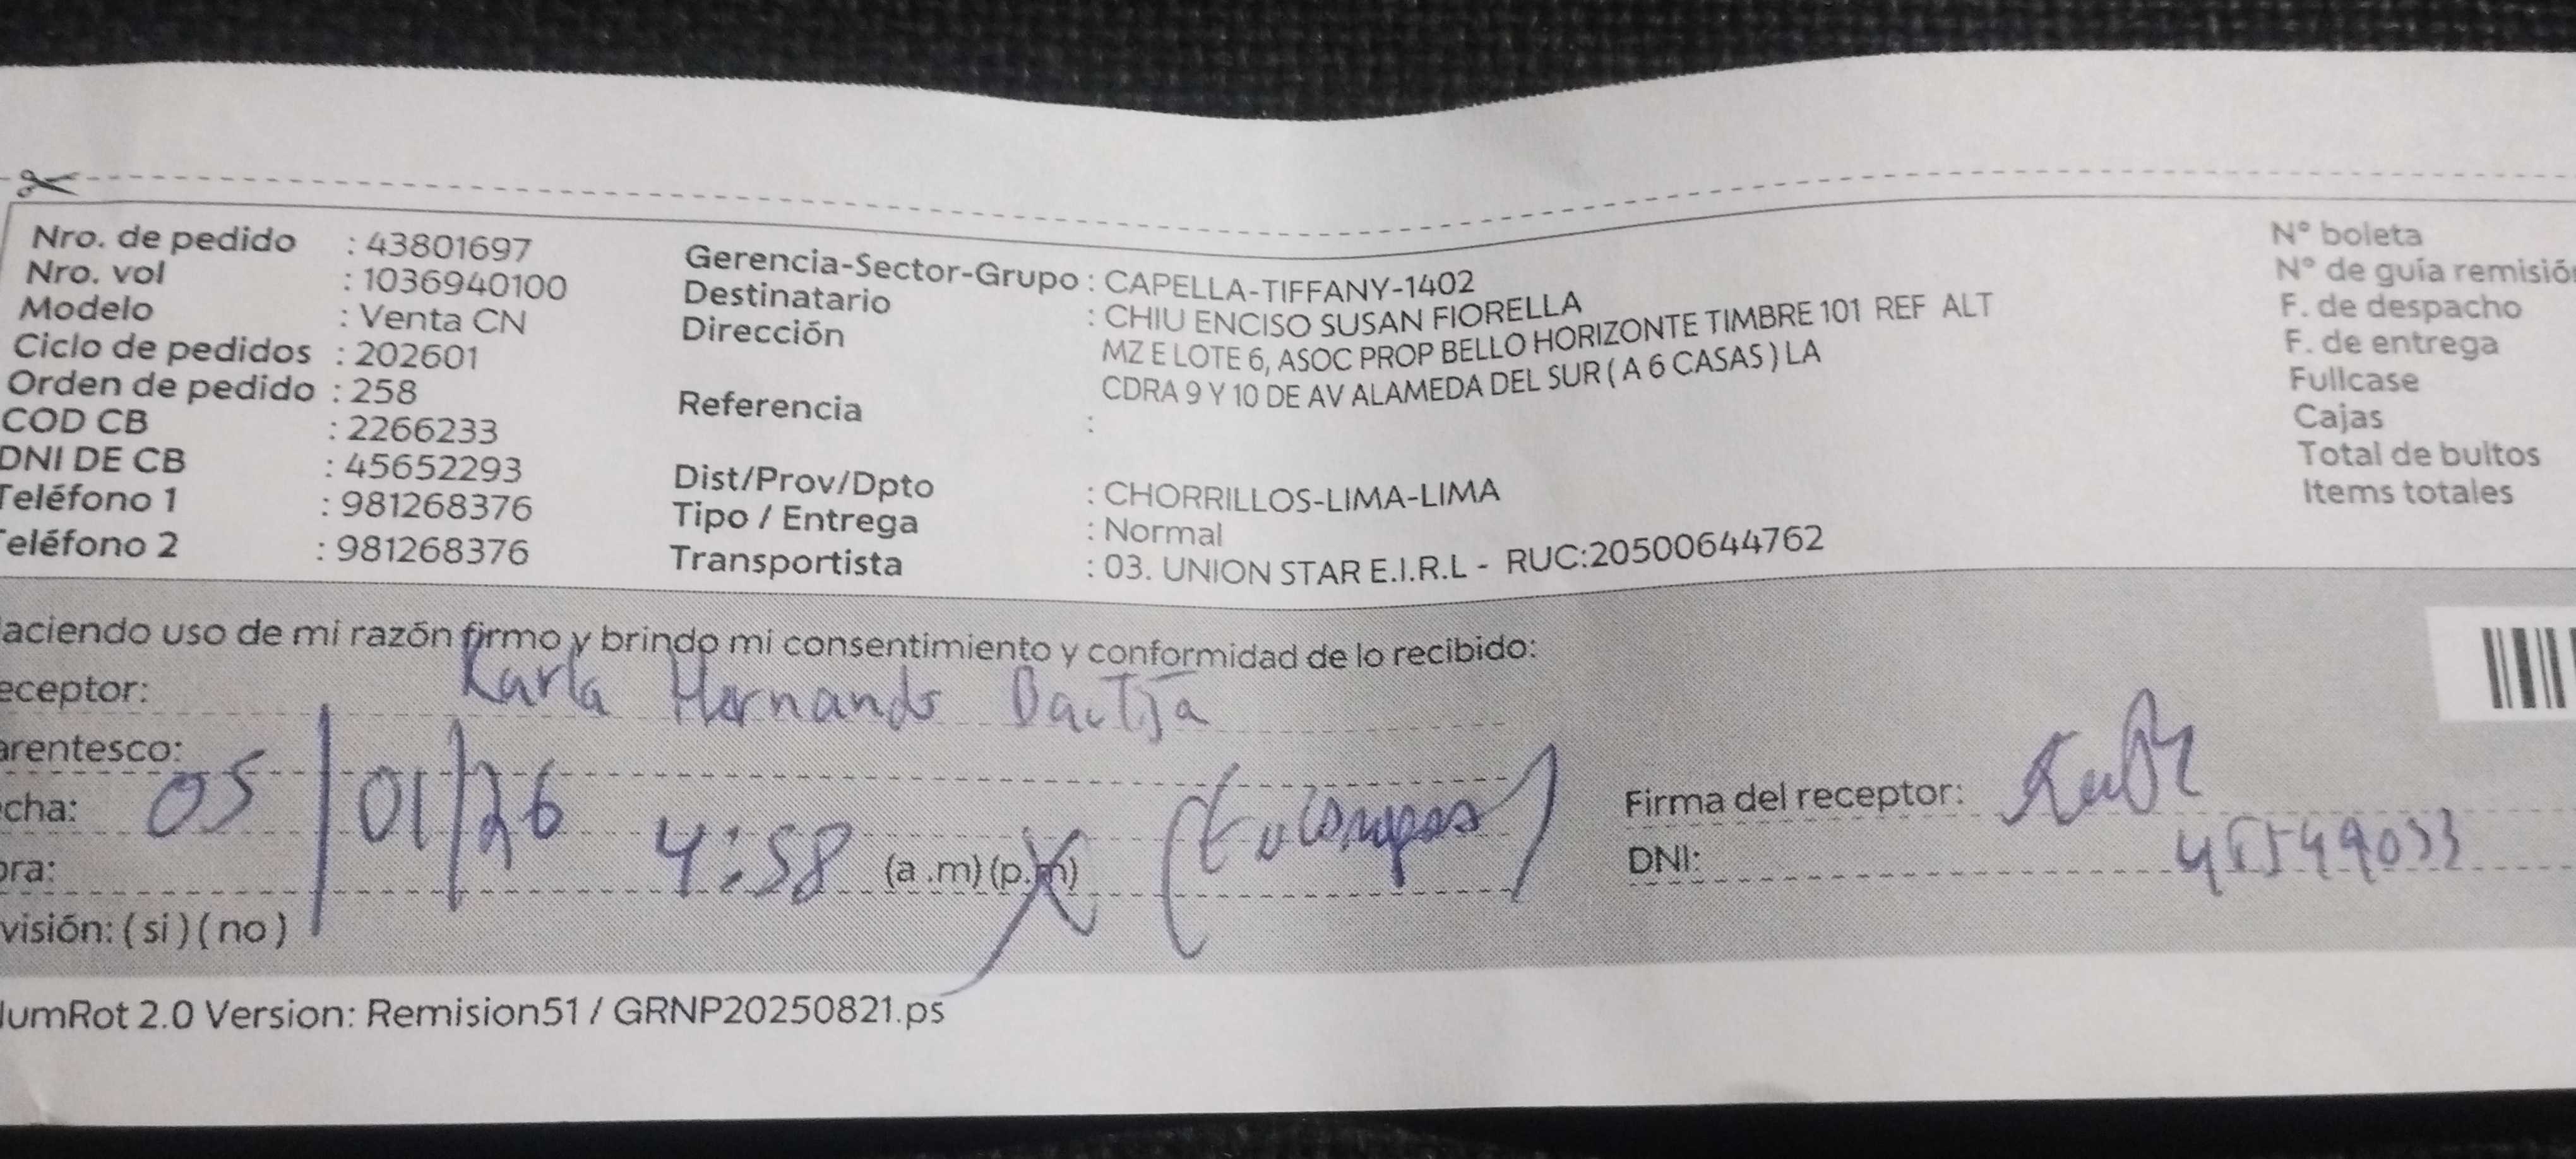 Nro. de pedido : 43801697
Nro. vol : 1036940100
Modelo : Venta CN
Ciclo de pedidos : 202601
Orden de pedido : 258
COD CB : 2266233
DNI DE CB : 45652293
Teléfono 1 : 981268376
Teléfono 2 : 981268376
Gerencia-Sector-Grupo : CAPELLA-TIFFANY-1402
Destinatario : CHIU ENCISO SUSAN FIORELLA
Dirección MZ E LOTE 6, ASOC PROP BELLO HORIZONTE TIMBRE 101 REF ALT
CDRA 9 Y 10 DE AV ALAMEDA DEL SUR ( A 6 CASAS ) LA
Referencia :
Dist/Prov/Dpto : CHORRILLOS-LIMA-LIMA
Tipo / Entrega : Normal
Transportista : 03. UNION STAR E.I.R.L - RUC:20500644762
N° boleta
N° de guía remisió
F. de despacho
F. de entrega
Fullcase
Cajas
Total de bultos
Items totales
aciendo uso de mi razón firmo y brindo mi consentimiento y conformidad de lo recibido:
eceptor: Karla Hernando
arentesco:
cha: 05/01/26
ora: 4:58 (a .m) (p.m)
visión: ( si ) ( no )
Firma del receptor:
DNI:
umRot 2.0 Version: Remision51 / GRNP20250821.ps